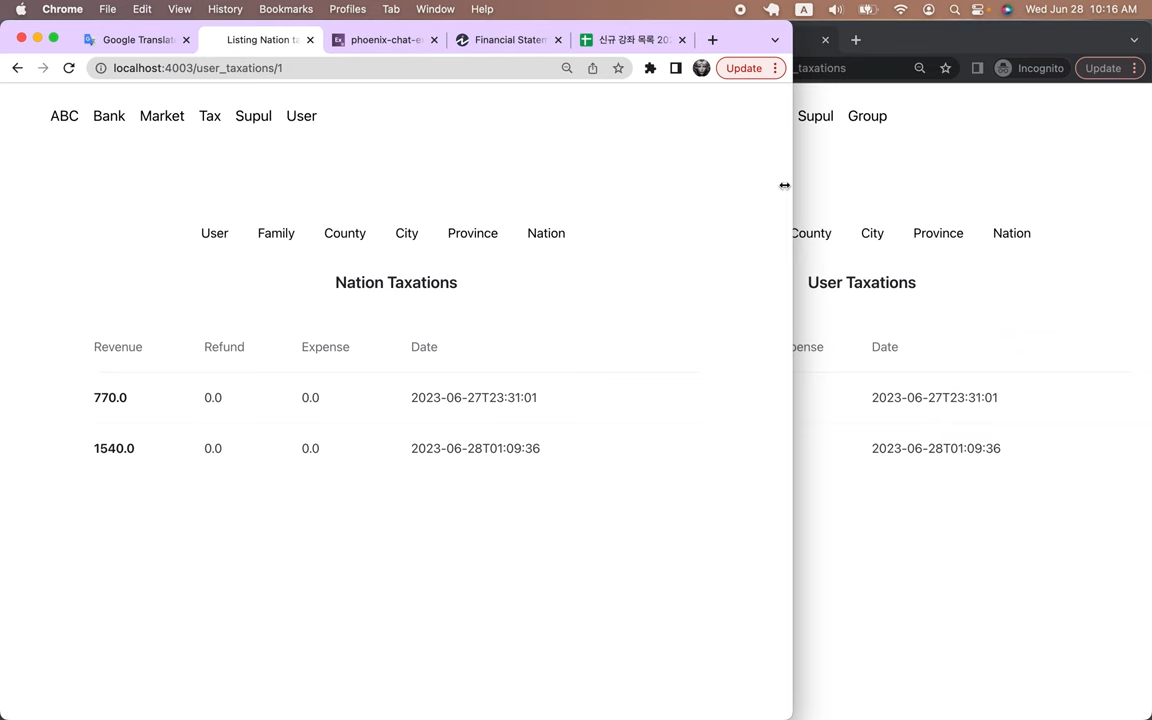 Chrome File Edit View History Bookmarks Profiles Tab Window Help A Wed Jun 28 10:16 AM
Google Translat Listing Nation ta phoenix-chat-e Financial Statem 신규 강좌 목록 20
localhost:4003/user_taxations/1 Update _taxations Incognito Update
ABC Bank Market Tax Supul User Supul Group
User Family County City Province Nation County City Province Nation
Nation Taxations User Taxations
Revenue Refund Expense Date pense Date
770.0 0.0 0.0 2023-06-27T23:31:01 2023-06-27T23:31:01
1540.0 0.0 0.0 2023-06-28T01:09:36 2023-06-28T01:09:36